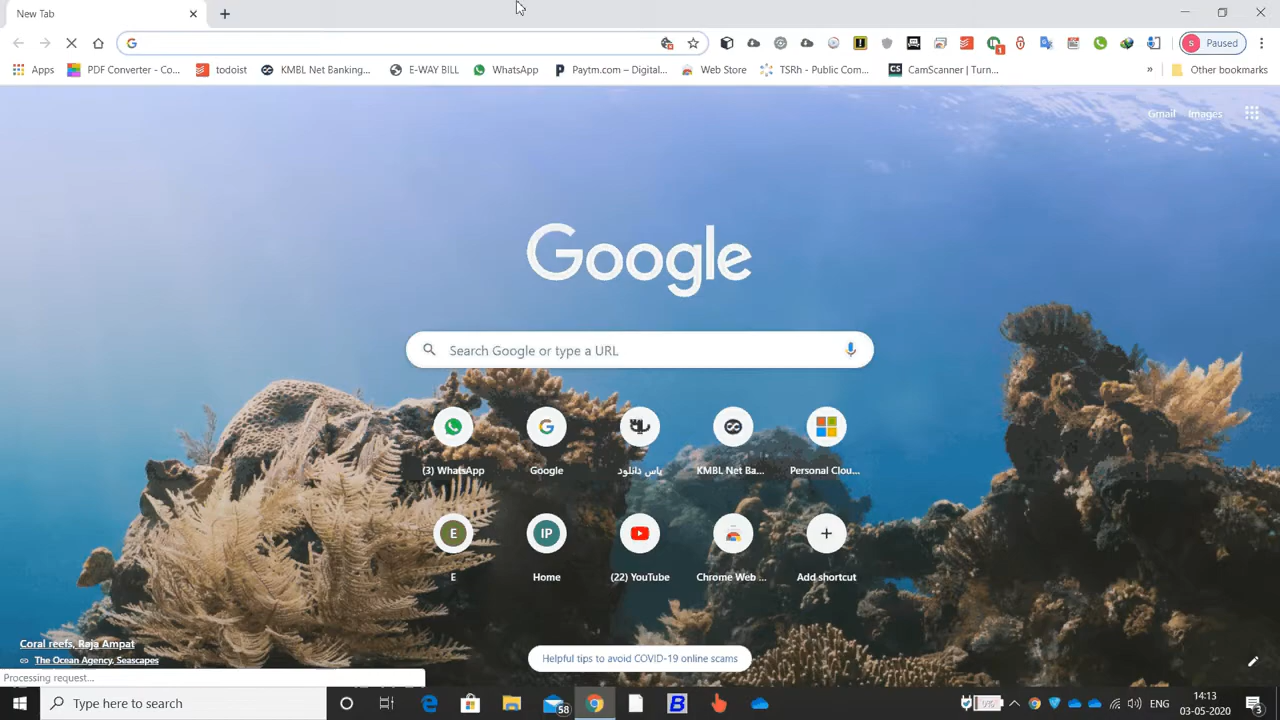 New Tab
Paused
Apps
PDF Converter - Co...
todoist
KMBL Net Banking...
E-WAY BILL
WhatsApp
Paytm.com – Digital...
Web Store
TSRh - Public Com...
CS
CamScanner | Turn...
»
Other bookmarks
Gmail
Images
Google
Search Google or type a URL
(3) WhatsApp
Google
پاس دانلود
KMBL Net Ba...
Personal Clou...
E
IP
E
Home
(22) YouTube
Chrome Web ...
Add shortcut
Coral reefs, Raja Ampat
The Ocean Agency, Seascapes
Helpful tips to avoid COVID-19 online scams
Processing request...
Type here to search
58
ENG
14:13
03-05-2020
3